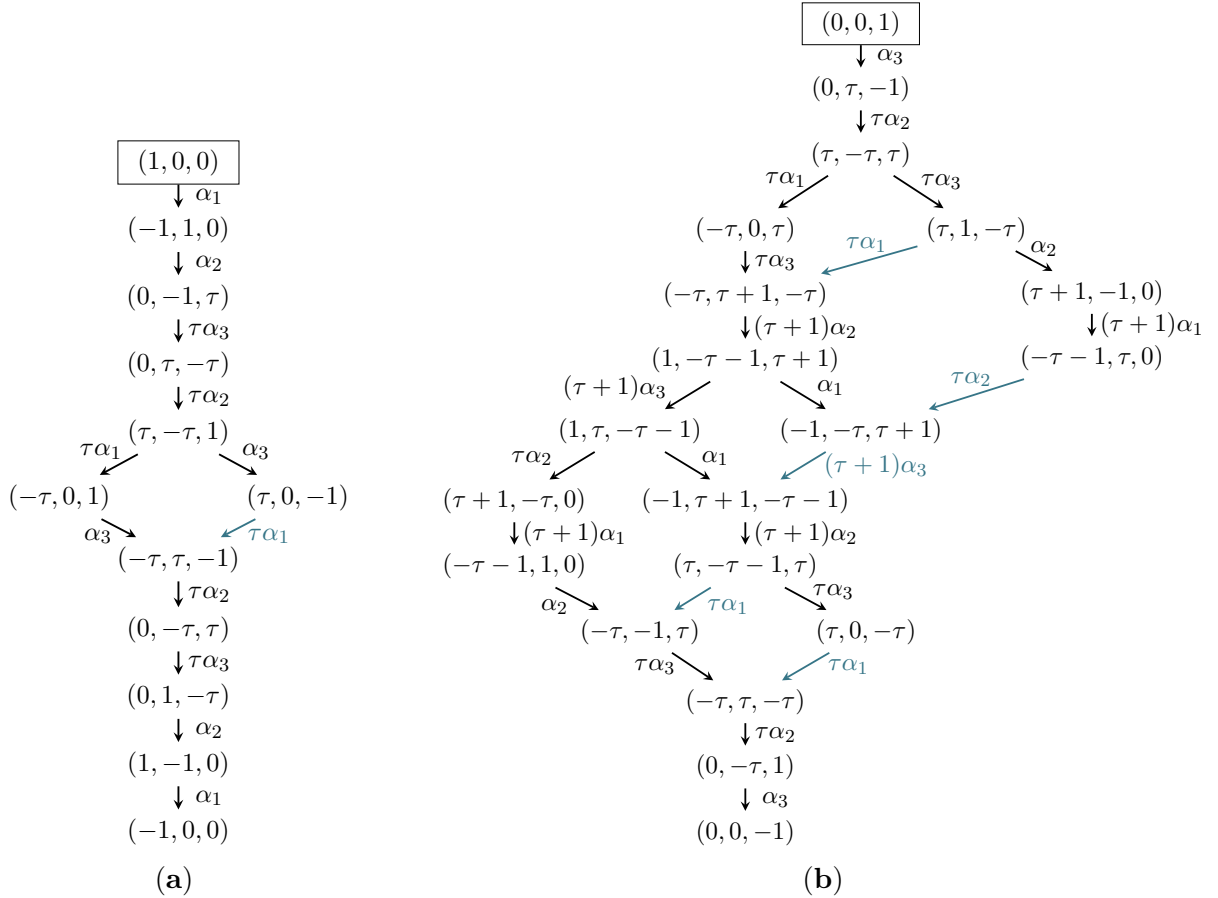 (0, 0, 1)
α₃
(0, τ, −1)
τα₂
(τ, −τ, τ)
τα₁ τα₃
(−τ, 0, τ) (τ, 1, −τ)
τα₃ τα₁ α₂
(−τ, τ + 1, −τ) (τ + 1, −1, 0)
(τ + 1)α₂ (τ + 1)α₁
(1, −τ − 1, τ + 1) (−τ − 1, τ, 0)
(τ + 1)α₃ α₁ τα₂
(1, τ, −τ − 1) (−1, −τ, τ + 1)
τα₂ α₁ (τ + 1)α₃
(τ + 1, −τ, 0) (−1, τ + 1, −τ − 1)
(τ + 1)α₁ (τ + 1)α₂
(−τ − 1, 1, 0) (τ, −τ − 1, τ)
α₂ τα₁ τα₃
(−τ, −1, τ) (τ, 0, −τ)
τα₃ τα₁
(−τ, τ, −τ)
τα₂
(0, −τ, 1)
α₃
(0, 0, −1)
(b)
(1, 0, 0)
α₁
(−1, 1, 0)
α₂
(0, −1, τ)
τα₃
(0, τ, −τ)
τα₂
(τ, −τ, 1)
τα₁ α₃
(−τ, 0, 1) (τ, 0, −1)
α₃ τα₁
(−τ, τ, −1)
τα₂
(0, −τ, τ)
τα₃
(0, 1, −τ)
α₂
(1, −1, 0)
α₁
(−1, 0, 0)
(a)